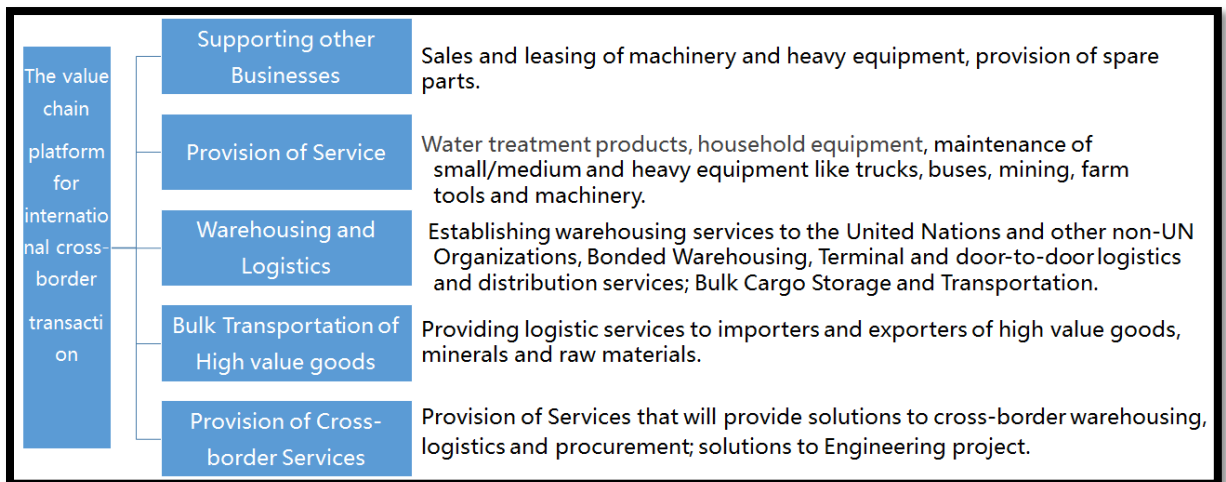 The value
chain
platform
for
internatio
nal cross-
border
transacti
on
Supporting other
Businesses
Sales and leasing of machinery and heavy equipment, provision of spare
parts.
Provision of Service
Water treatment products, household equipment, maintenance of
small/medium and heavy equipment like trucks, buses, mining, farm
tools and machinery.
Warehousing and
Logistics
Establishing warehousing services to the United Nations and other non-UN
Organizations, Bonded Warehousing, Terminal and door-to-door logistics
and distribution services; Bulk Cargo Storage and Transportation.
Bulk Transportation of
High value goods
Providing logistic services to importers and exporters of high value goods,
minerals and raw materials.
Provision of Cross-
border Services
Provision of Services that will provide solutions to cross-border warehousing,
logistics and procurement; solutions to Engineering project.